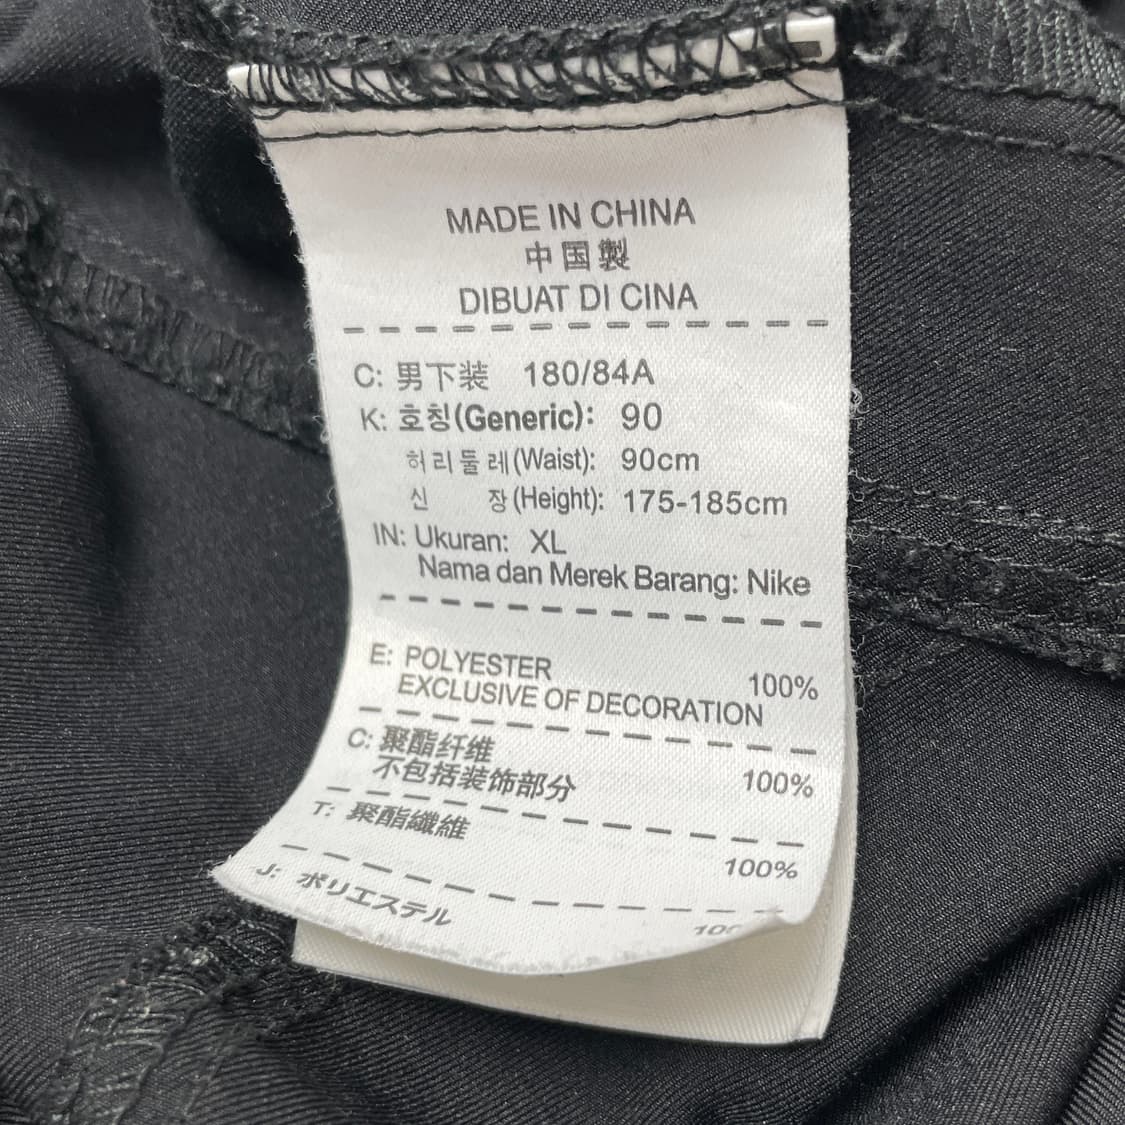 MADE IN CHINA
中国製
DIBUAT DI CINA
C: 男下装 180/84A
K: 호칭(Generic): 90
허리둘레(Waist): 90cm
신 장(Height): 175-185cm
IN: Ukuran: XL
Nama dan Merek Barang: Nike
E: POLYESTER 100%
EXCLUSIVE OF DECORATION
C: 聚酯纤维 100%
不包括装饰部分
T: 聚酯纖維 100%
J: ポリエステル